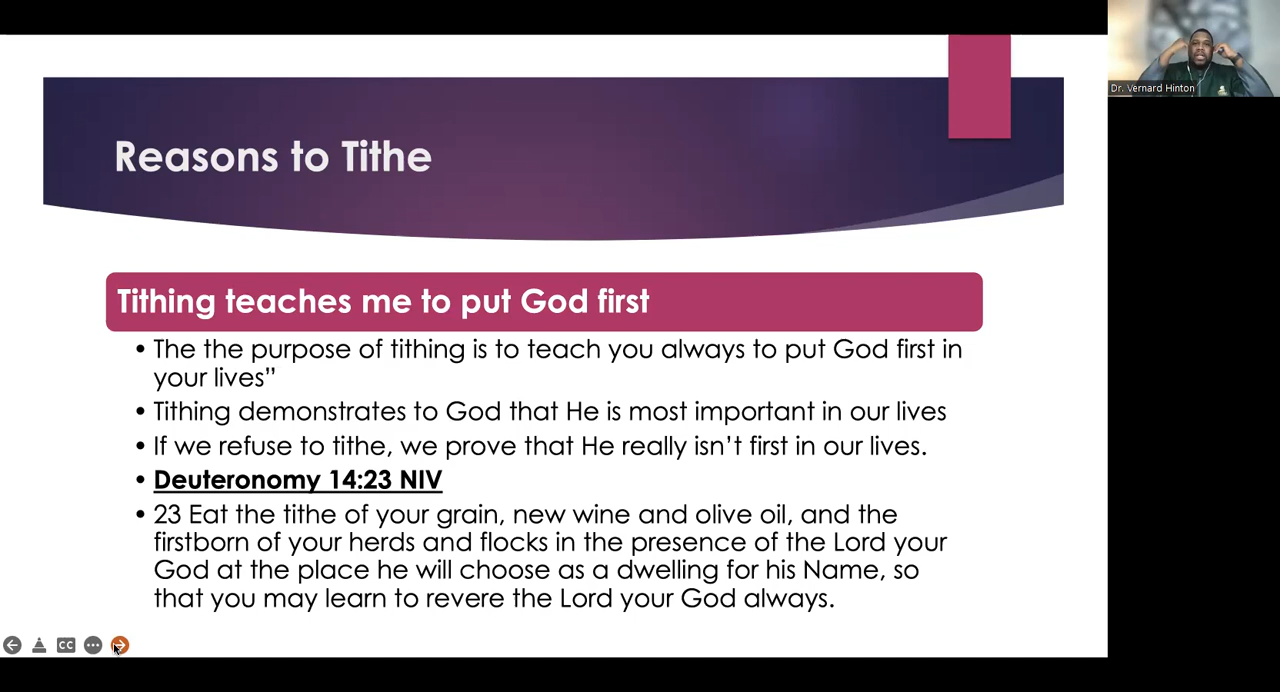 Reasons to Tithe
Dr. Vernard Hinton
Tithing teaches me to put God first
• The the purpose of tithing is to teach you always to put God first in
your lives”
• Tithing demonstrates to God that He is most important in our lives
• If we refuse to tithe, we prove that He really isn’t first in our lives.
• Deuteronomy 14:23 NIV
• 23 Eat the tithe of your grain, new wine and olive oil, and the
firstborn of your herds and flocks in the presence of the Lord your
God at the place he will choose as a dwelling for his Name, so
that you may learn to revere the Lord your God always.
CC